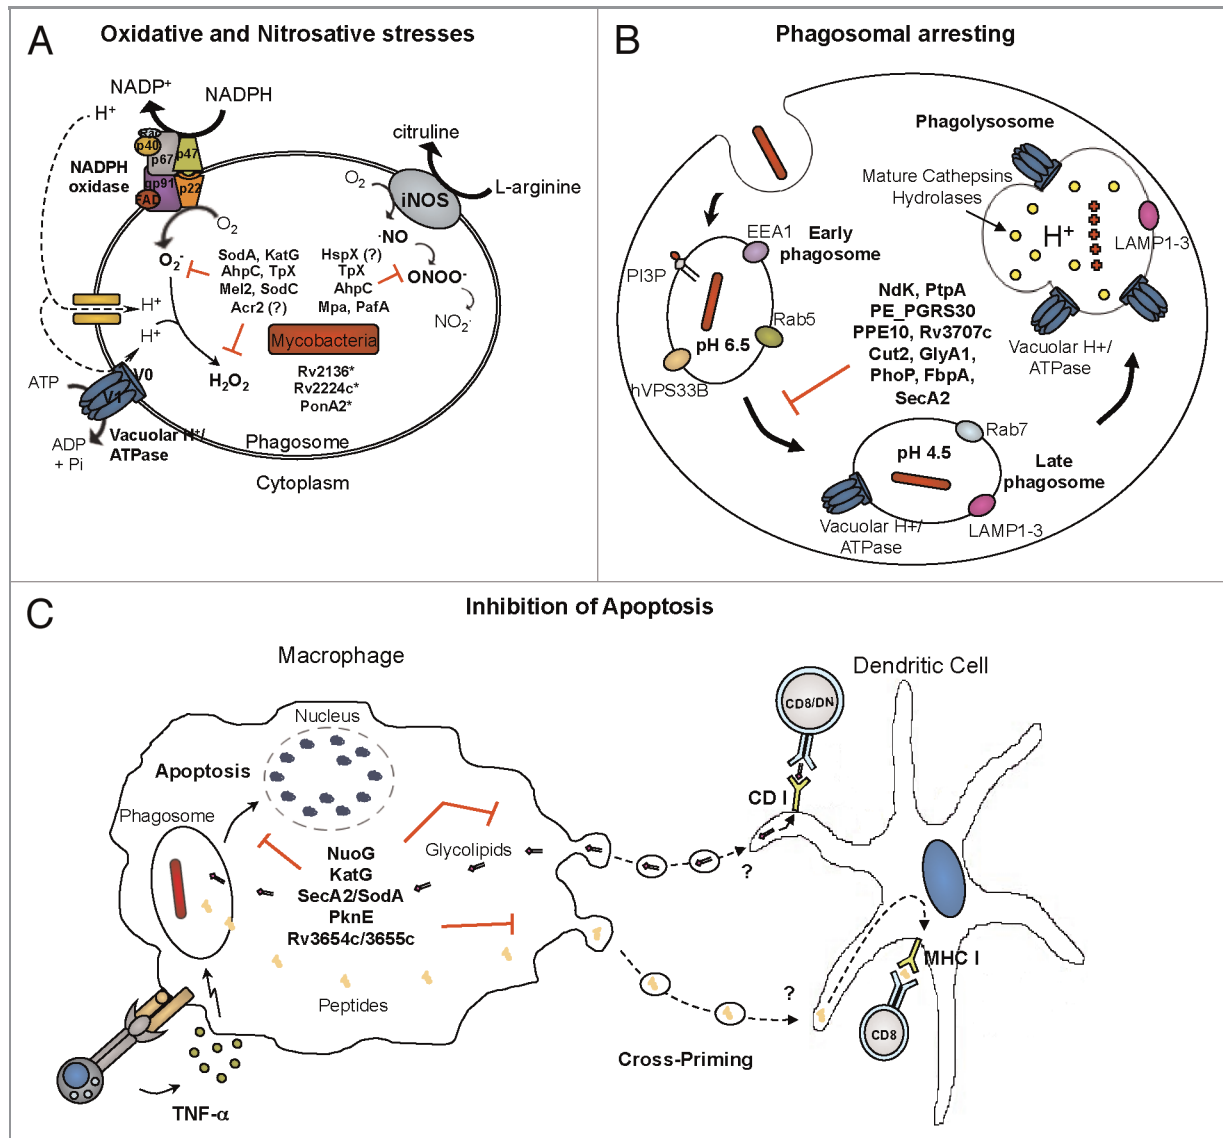 A
Oxidative and Nitrosative stresses
NADP+
NADPH
H+
Rac
p40
p67
p47
NADPH
oxidase
gp91
p22
FAD
citruline
O2
iNOS
L-arginine
O2
·NO
O2·-
SodA, KatG
AhpC, TpX
Mel2, SodC
Acr2 (?)
HspX (?)
TpX
AhpC
Mpa, PafA
ONOO-
NO2·
H+
H+
Mycobacteria
H2O2
Rv2136*
Rv2224c*
PonA2*
ATP
V0
V1
ADP
+ Pi
Vacuolar H+/
ATPase
Phagosome
Cytoplasm
B
Phagosomal arresting
Phagolysosome
Mature Cathepsins
Hydrolases
H+
LAMP1-3
Vacuolar H+/
ATPase
EEA1
Early
phagosome
PI3P
Rab5
pH 6.5
hVPS33B
NdK, PtpA
PE_PGRS30
PPE10, Rv3707c
Cut2, GlyA1,
PhoP, FbpA,
SecA2
Rab7
pH 4.5
Late
phagosome
Vacuolar H+/
ATPase
LAMP1-3
C
Inhibition of Apoptosis
Macrophage
Dendritic Cell
Nucleus
CD8/DN
Apoptosis
CD I
Phagosome
Glycolipids
NuoG
KatG
SecA2/SodA
PknE
Rv3654c/3655c
?
MHC I
Peptides
?
CD8
Cross-Priming
TNF-α